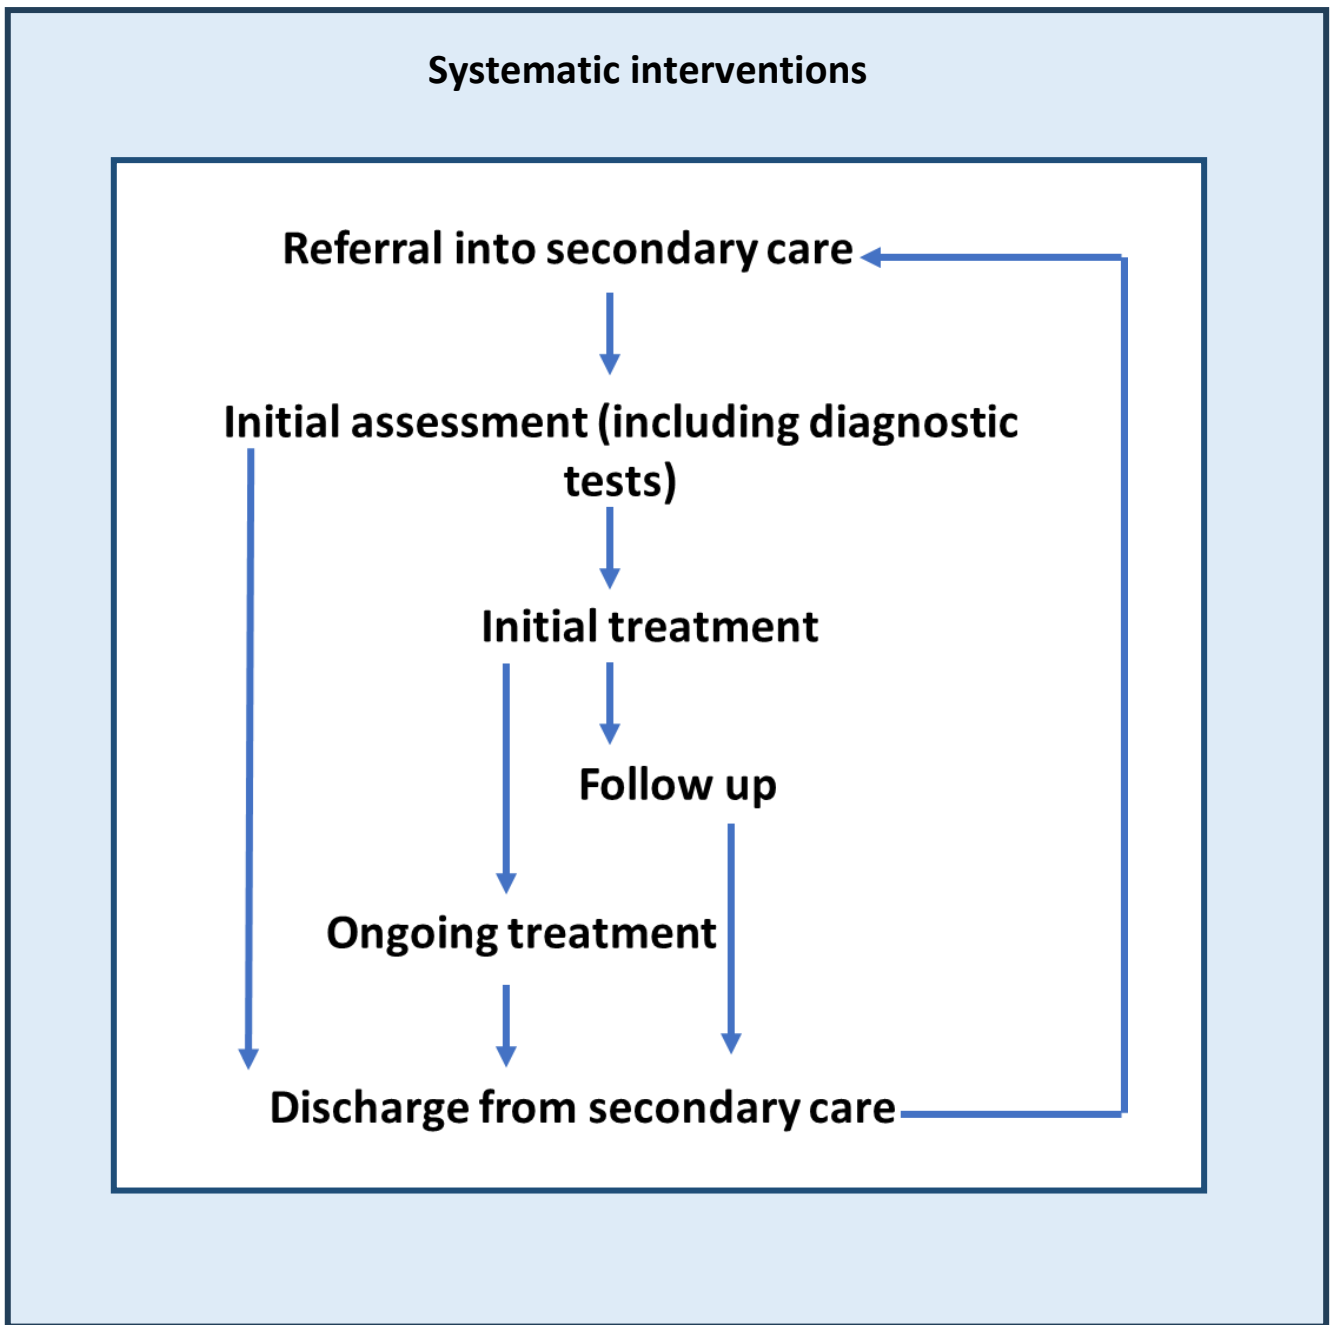 Systematic interventions
Referral into secondary care
Initial assessment (including diagnostic
tests)
Initial treatment
Follow up
Ongoing treatment
Discharge from secondary care